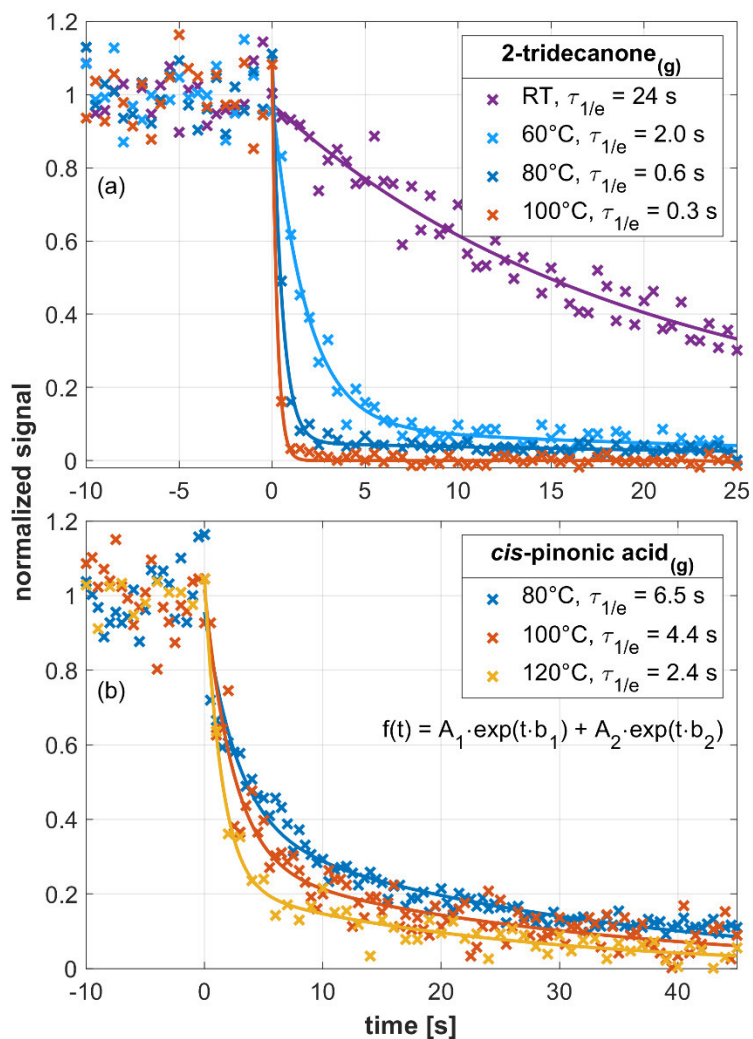 1.2
1
0.8
0.6
0.4
0.2
0
(a)
2-tridecanone(g)
RT, τ1/e = 24 s
60°C, τ1/e = 2.0 s
80°C, τ1/e = 0.6 s
100°C, τ1/e = 0.3 s
-10 -5 0 5 10 15 20 25
normalized signal
1.2
1
0.8
0.6
0.4
0.2
0
(b)
cis-pinonic acid(g)
80°C, τ1/e = 6.5 s
100°C, τ1/e = 4.4 s
120°C, τ1/e = 2.4 s
f(t) = A1·exp(t·b1) + A2·exp(t·b2)
-10 0 10 20 30 40
time [s]